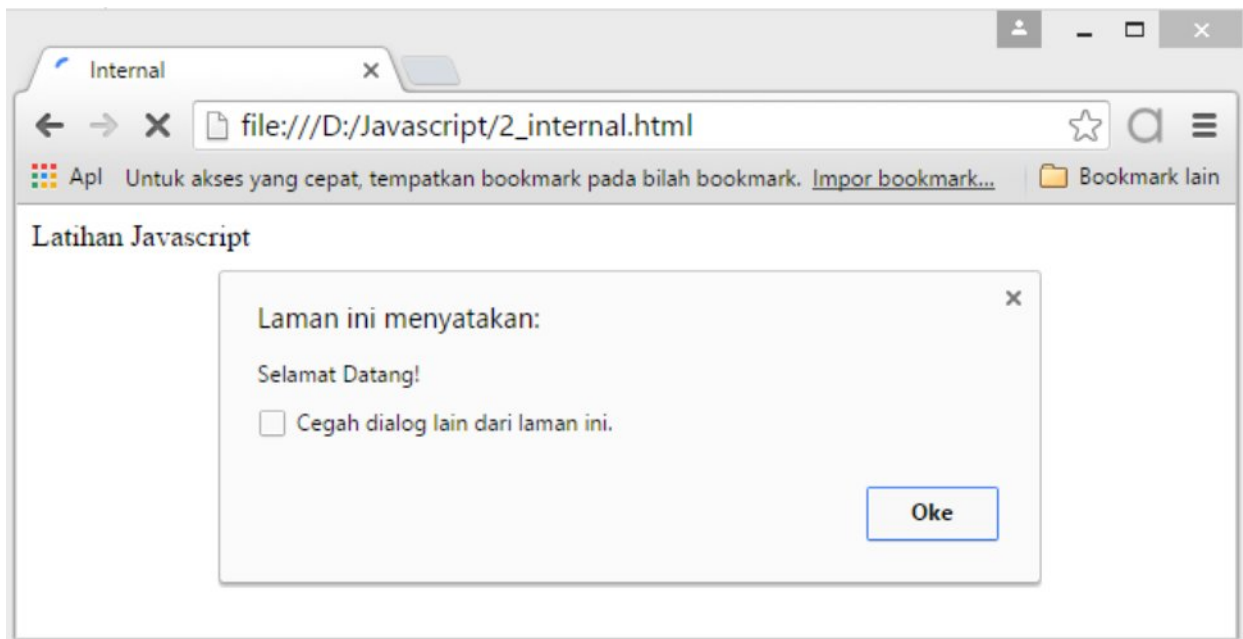 Internal
file:///D:/Javascript/2_internal.html
Apl Untuk akses yang cepat, tempatkan bookmark pada bilah bookmark. Impor bookmark... Bookmark lain
Latihan Javascript
Laman ini menyatakan:
Selamat Datang!
Cegah dialog lain dari laman ini.
Oke